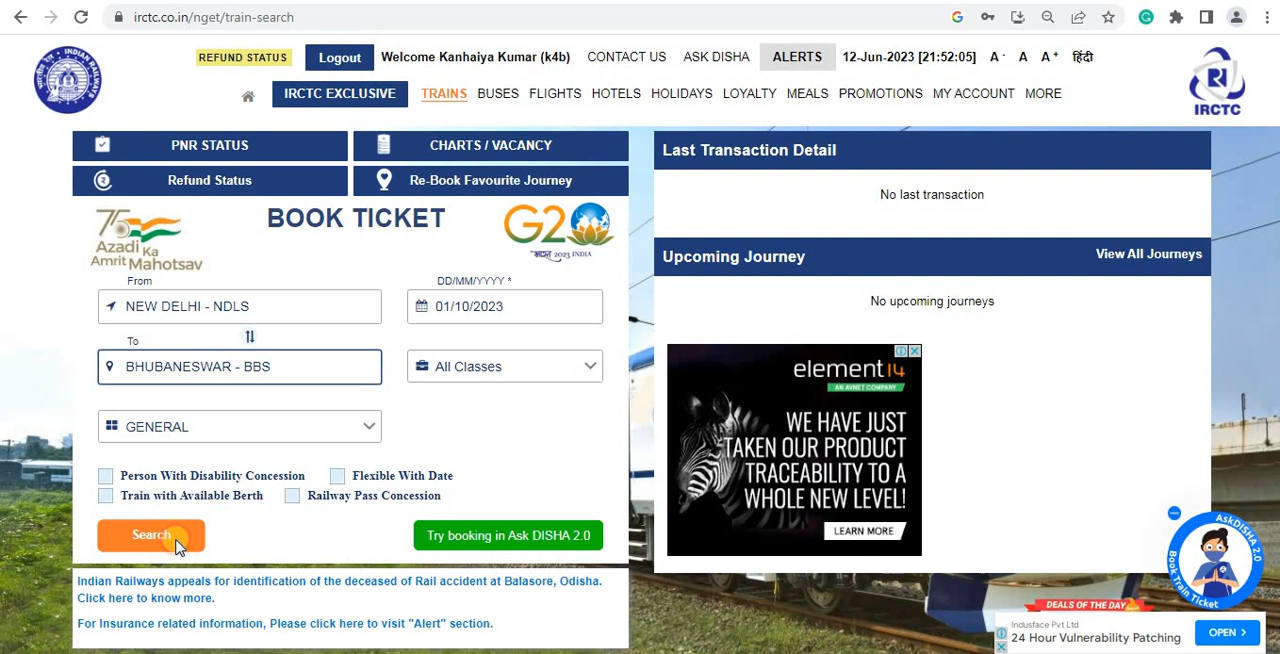 irctc.co.in/nget/train-search
REFUND STATUS
Logout
Welcome Kanhaiya Kumar (k4b)
CONTACT US
ASK DISHA
ALERTS
12-Jun-2023 [21:52:05]
A-
A
A+
हिंदी
IRCTC EXCLUSIVE
TRAINS
BUSES
FLIGHTS
HOTELS
HOLIDAYS
LOYALTY
MEALS
PROMOTIONS
MY ACCOUNT
MORE
IRCTC
PNR STATUS
CHARTS / VACANCY
Refund Status
Re-Book Favourite Journey
75
Azadi Ka
Amrit Mahotsav
BOOK TICKET
G20
भारत 2023 INDIA
From
NEW DELHI - NDLS
DD/MM/YYYY *
01/10/2023
To
BHUBANESWAR - BBS
All Classes
GENERAL
Person With Disability Concession
Flexible With Date
Train with Available Berth
Railway Pass Concession
Search
Try booking in Ask DISHA 2.0
Indian Railways appeals for identification of the deceased of Rail accident at Balasore, Odisha.
Click here to know more.
For Insurance related information, Please click here to visit "Alert" section.
Last Transaction Detail
No last transaction
Upcoming Journey
View All Journeys
No upcoming journeys
element14
AN AVNET COMPANY
WE HAVE JUST
TAKEN OUR PRODUCT
TRACEABILITY TO A
WHOLE NEW LEVEL!
LEARN MORE
AskDISHA 2.0
Book Train Ticket
DEALS OF THE DAY
Indusface Pvt Ltd
24 Hour Vulnerability Patching
OPEN